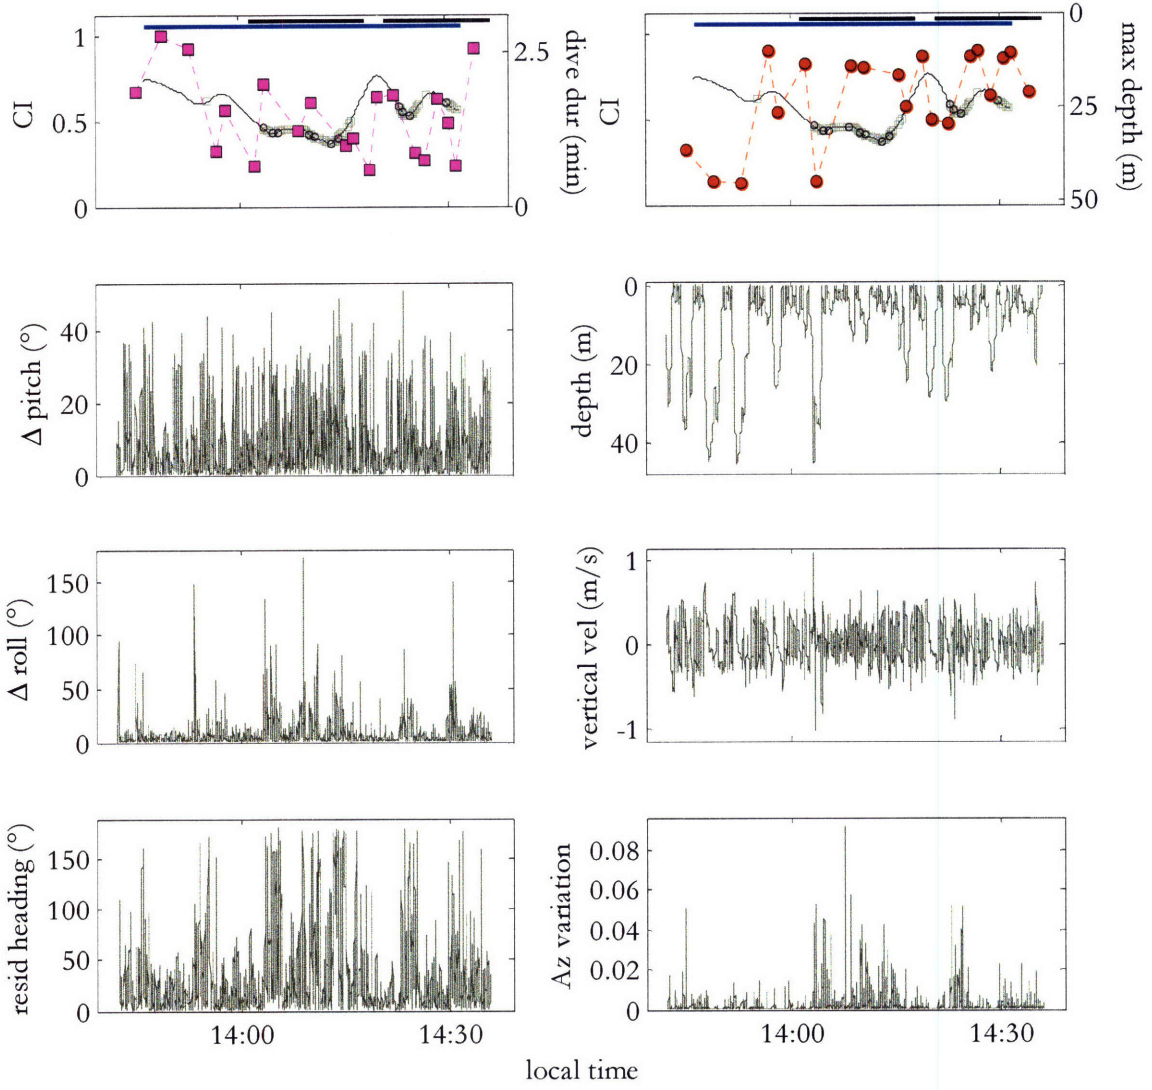 1
0.5
0
CI
2.5
0
dive dur (min)
CI
0
25
50
max depth (m)
40
20
0
Δ pitch (°)
0
20
40
depth (m)
150
100
50
0
Δ roll (°)
1
0
-1
vertical vel (m/s)
150
100
50
0
resid heading (°)
0.08
0.06
0.04
0.02
0
Az variation
14:00 14:30
14:00 14:30
local time